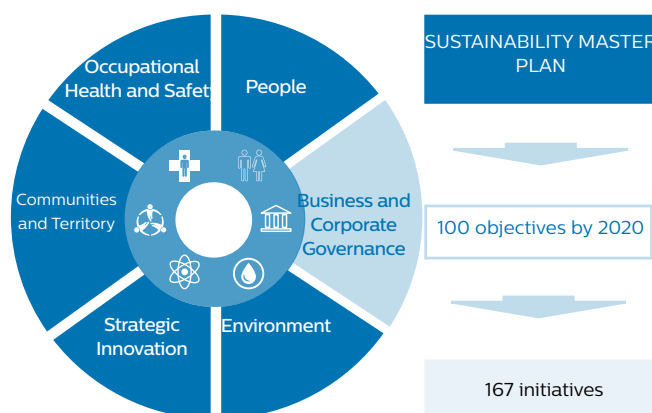 Occupational
Health and Safety
People
Communities
and Territory
Business and
Corporate
Governance
Strategic
Innovation
Environment
SUSTAINABILITY MASTER
PLAN
100 objectives by 2020
167 initiatives